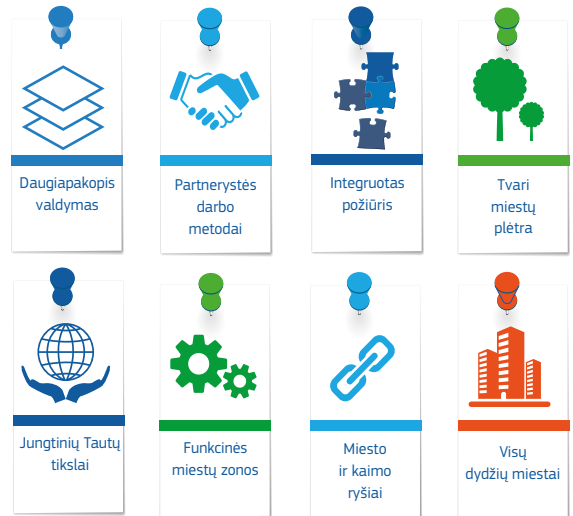 Daugiapakopis
valdymas
Partnerystės
darbo
metodai
Integruotas
požiūris
Tvari
miestų
plėtra
Jungtinių Tautų
tikslai
Funkcinės
miestų zonos
Miesto
ir kaimo
ryšiai
Visų
dydžių miestai